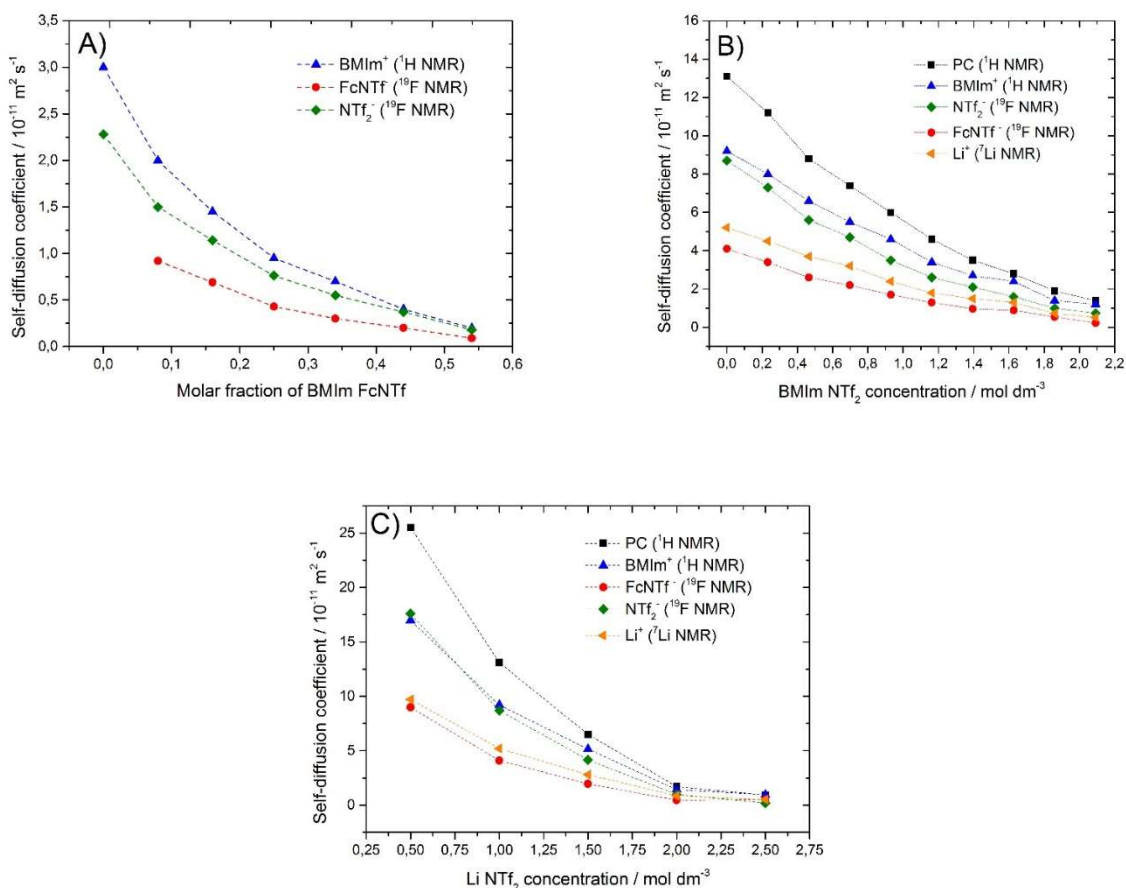 A)
BMIm⁺ (¹H NMR)
FcNTf⁻ (¹⁹F NMR)
NTf₂⁻ (¹⁹F NMR)
Self-diffusion coefficient / 10⁻¹¹ m² s⁻¹
3,5
3,0
2,5
2,0
1,5
1,0
0,5
0,0
0,0 0,1 0,2 0,3 0,4 0,5 0,6
Molar fraction of BMIm FcNTf
B)
PC (¹H NMR)
BMIm⁺ (¹H NMR)
NTf₂⁻ (¹⁹F NMR)
FcNTf⁻ (¹⁹F NMR)
Li⁺ (⁷Li NMR)
Self-diffusion coefficient / 10⁻¹¹ m² s⁻¹
16
14
12
10
8
6
4
2
0
0,0 0,2 0,4 0,6 0,8 1,0 1,2 1,4 1,6 1,8 2,0 2,2
BMIm NTf₂ concentration / mol dm⁻³
C)
PC (¹H NMR)
BMIm⁺ (¹H NMR)
FcNTf⁻ (¹⁹F NMR)
NTf₂⁻ (¹⁹F NMR)
Li⁺ (⁷Li NMR)
Self-diffusion coefficient / 10⁻¹¹ m² s⁻¹
25
20
15
10
5
0
0,25 0,50 0,75 1,00 1,25 1,50 1,75 2,00 2,25 2,50 2,75
Li NTf₂ concentration / mol dm⁻³